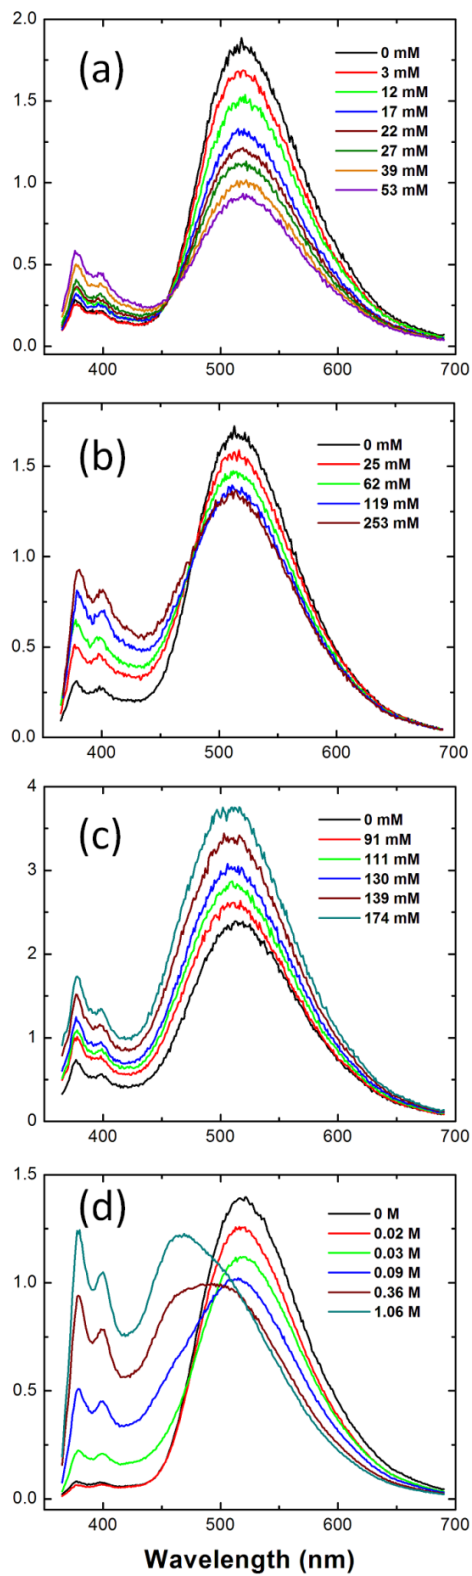 (a)
2.0
1.5
1.0
0.5
0.0
0 mM
3 mM
12 mM
17 mM
22 mM
27 mM
39 mM
53 mM
400 500 600 700
(b)
1.5
1.0
0.5
0.0
0 mM
25 mM
62 mM
119 mM
253 mM
400 500 600 700
(c)
4
3
2
1
0
0 mM
91 mM
111 mM
130 mM
139 mM
174 mM
400 500 600 700
(d)
1.5
1.0
0.5
0.0
0 M
0.02 M
0.03 M
0.09 M
0.36 M
1.06 M
400 500 600 700
Wavelength (nm)